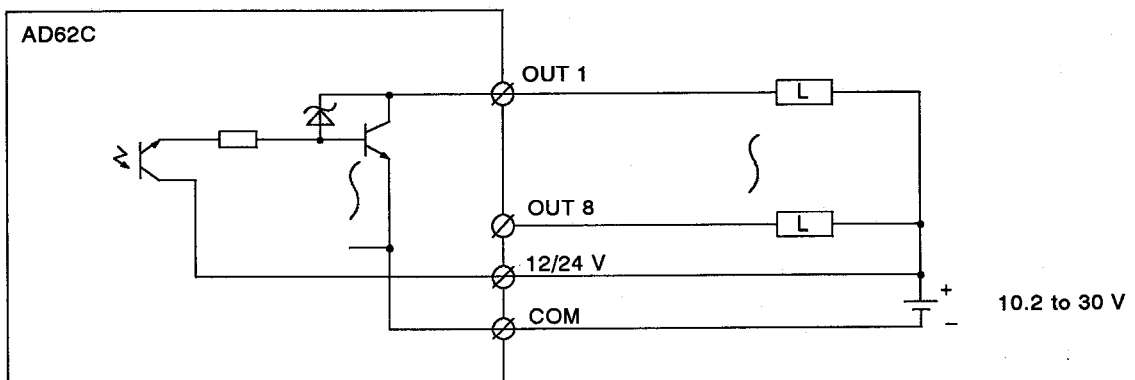 AD62C
OUT 1
L
OUT 8
L
12/24 V
+
10.2 to 30 V
COM
−